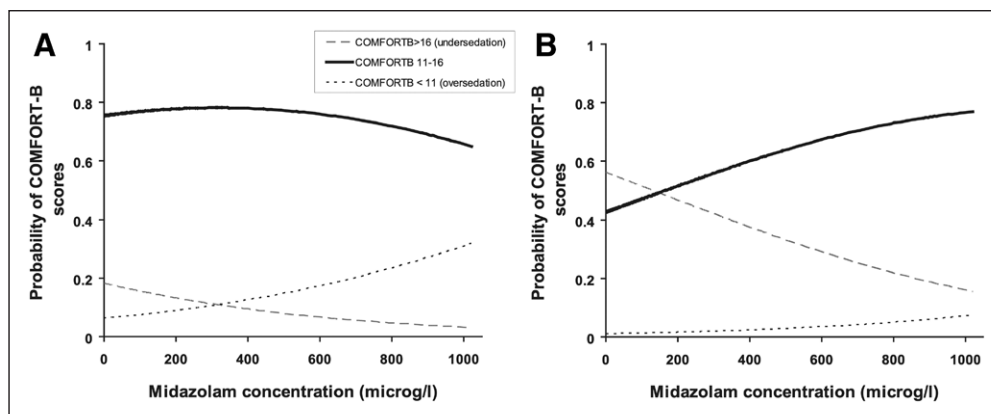 A
COMFORTB>16 (undersedation)
COMFORTB 11-16
COMFORTB < 11 (oversedation)
B
Probability of COMFORT-B
scores
1
0.8
0.6
0.4
0.2
0
0 200 400 600 800 1000
Midazolam concentration (microg/l)
Probability of COMFORT-B
scores
1
0.8
0.6
0.4
0.2
0
0 200 400 600 800 1000
Midazolam concentration (microg/l)